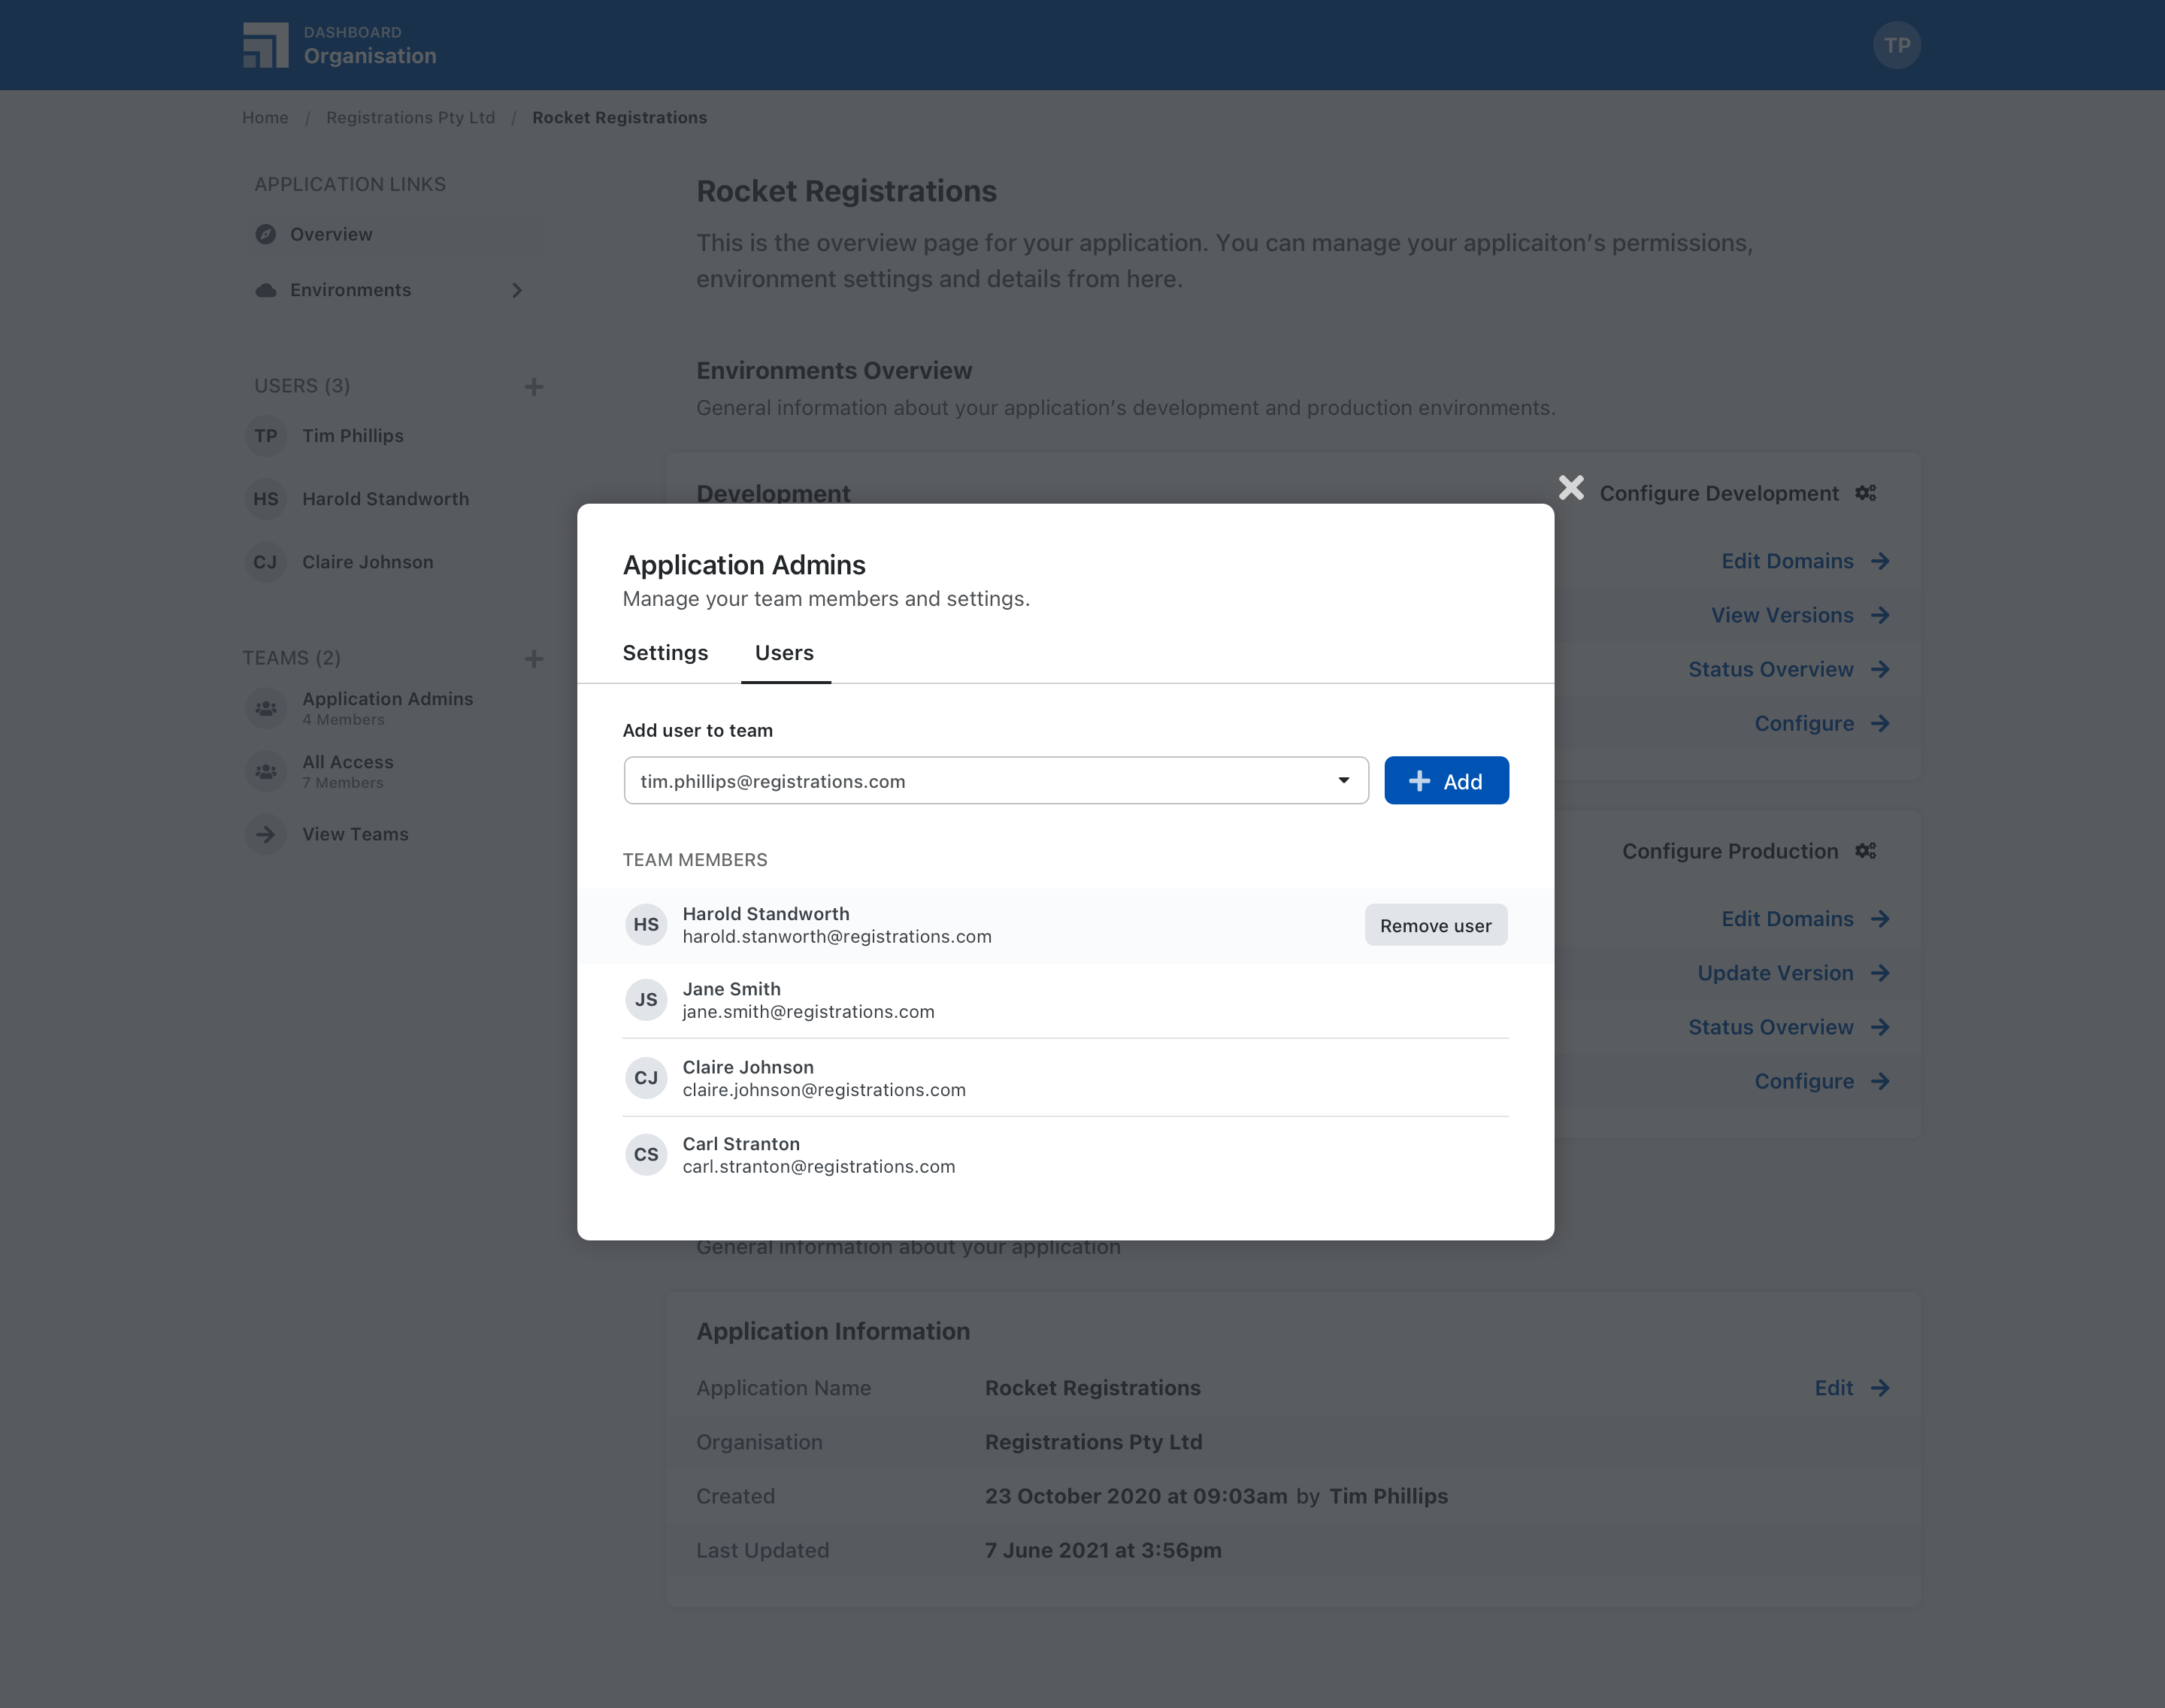 DASHBOARD
Organisation
TP
Home / Registrations Pty Ltd / Rocket Registrations
APPLICATION LINKS
Overview
Environments
USERS (3)
TP Tim Phillips
HS Harold Standworth
CJ Claire Johnson
TEAMS (2)
Application Admins
4 Members
All Access
7 Members
View Teams
Rocket Registrations
This is the overview page for your application. You can manage your applicaiton’s permissions,
environment settings and details from here.
Environments Overview
General information about your application’s development and production environments.
Development
Configure Development
Edit Domains
View Versions
Status Overview
Configure
Configure Production
Edit Domains
Update Version
Status Overview
Configure
Application Admins
Manage your team members and settings.
Settings Users
Add user to team
tim.phillips@registrations.com
Add
TEAM MEMBERS
HS
Harold Standworth
harold.stanworth@registrations.com
Remove user
JS
Jane Smith
jane.smith@registrations.com
CJ
Claire Johnson
claire.johnson@registrations.com
CS
Carl Stranton
carl.stranton@registrations.com
General information about your application
Application Information
Application Name Rocket Registrations Edit
Organisation Registrations Pty Ltd
Created 23 October 2020 at 09:03am by Tim Phillips
Last Updated 7 June 2021 at 3:56pm